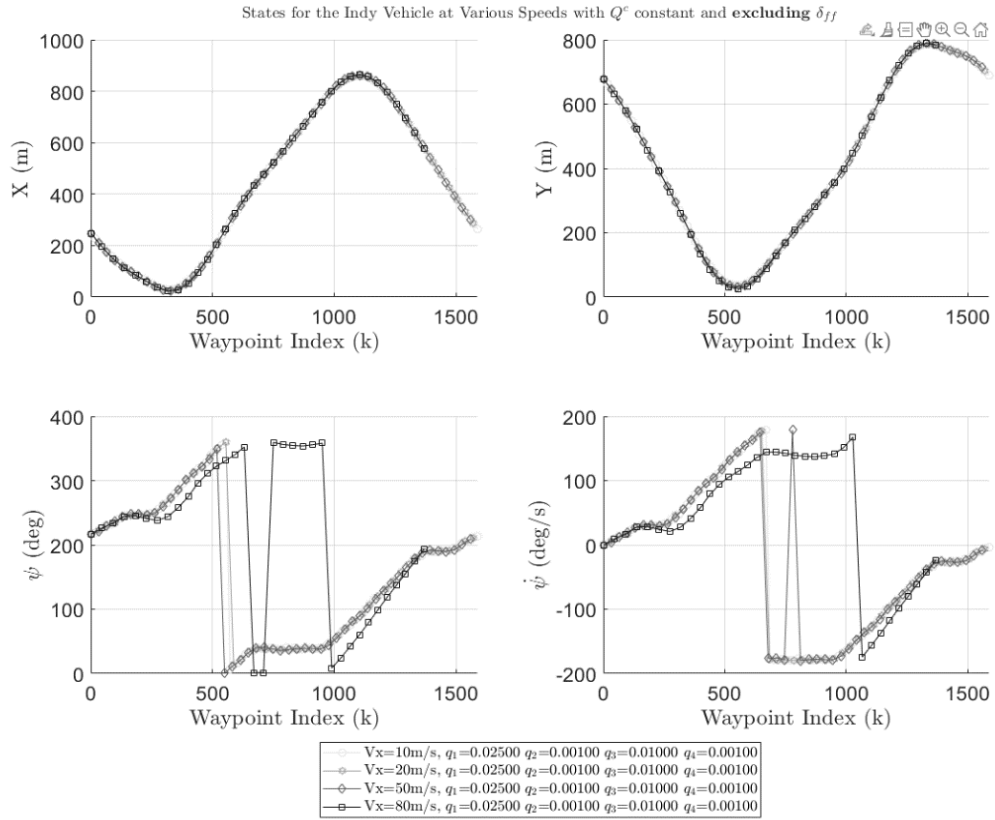 States for the Indy Vehicle at Various Speeds with Q^c constant and excluding δ_ff
1000
800
600
400
200
0
X (m)
0 500 1000 1500
Waypoint Index (k)
800
600
400
200
0
Y (m)
0 500 1000 1500
Waypoint Index (k)
400
300
200
100
0
ψ (deg)
0 500 1000 1500
Waypoint Index (k)
200
100
0
-100
-200
ψ̇ (deg/s)
0 500 1000 1500
Waypoint Index (k)
Vx=10m/s, q₁=0.02500 q₂=0.00100 q₃=0.01000 q₄=0.00100
Vx=20m/s, q₁=0.02500 q₂=0.00100 q₃=0.01000 q₄=0.00100
Vx=50m/s, q₁=0.02500 q₂=0.00100 q₃=0.01000 q₄=0.00100
Vx=80m/s, q₁=0.02500 q₂=0.00100 q₃=0.01000 q₄=0.00100